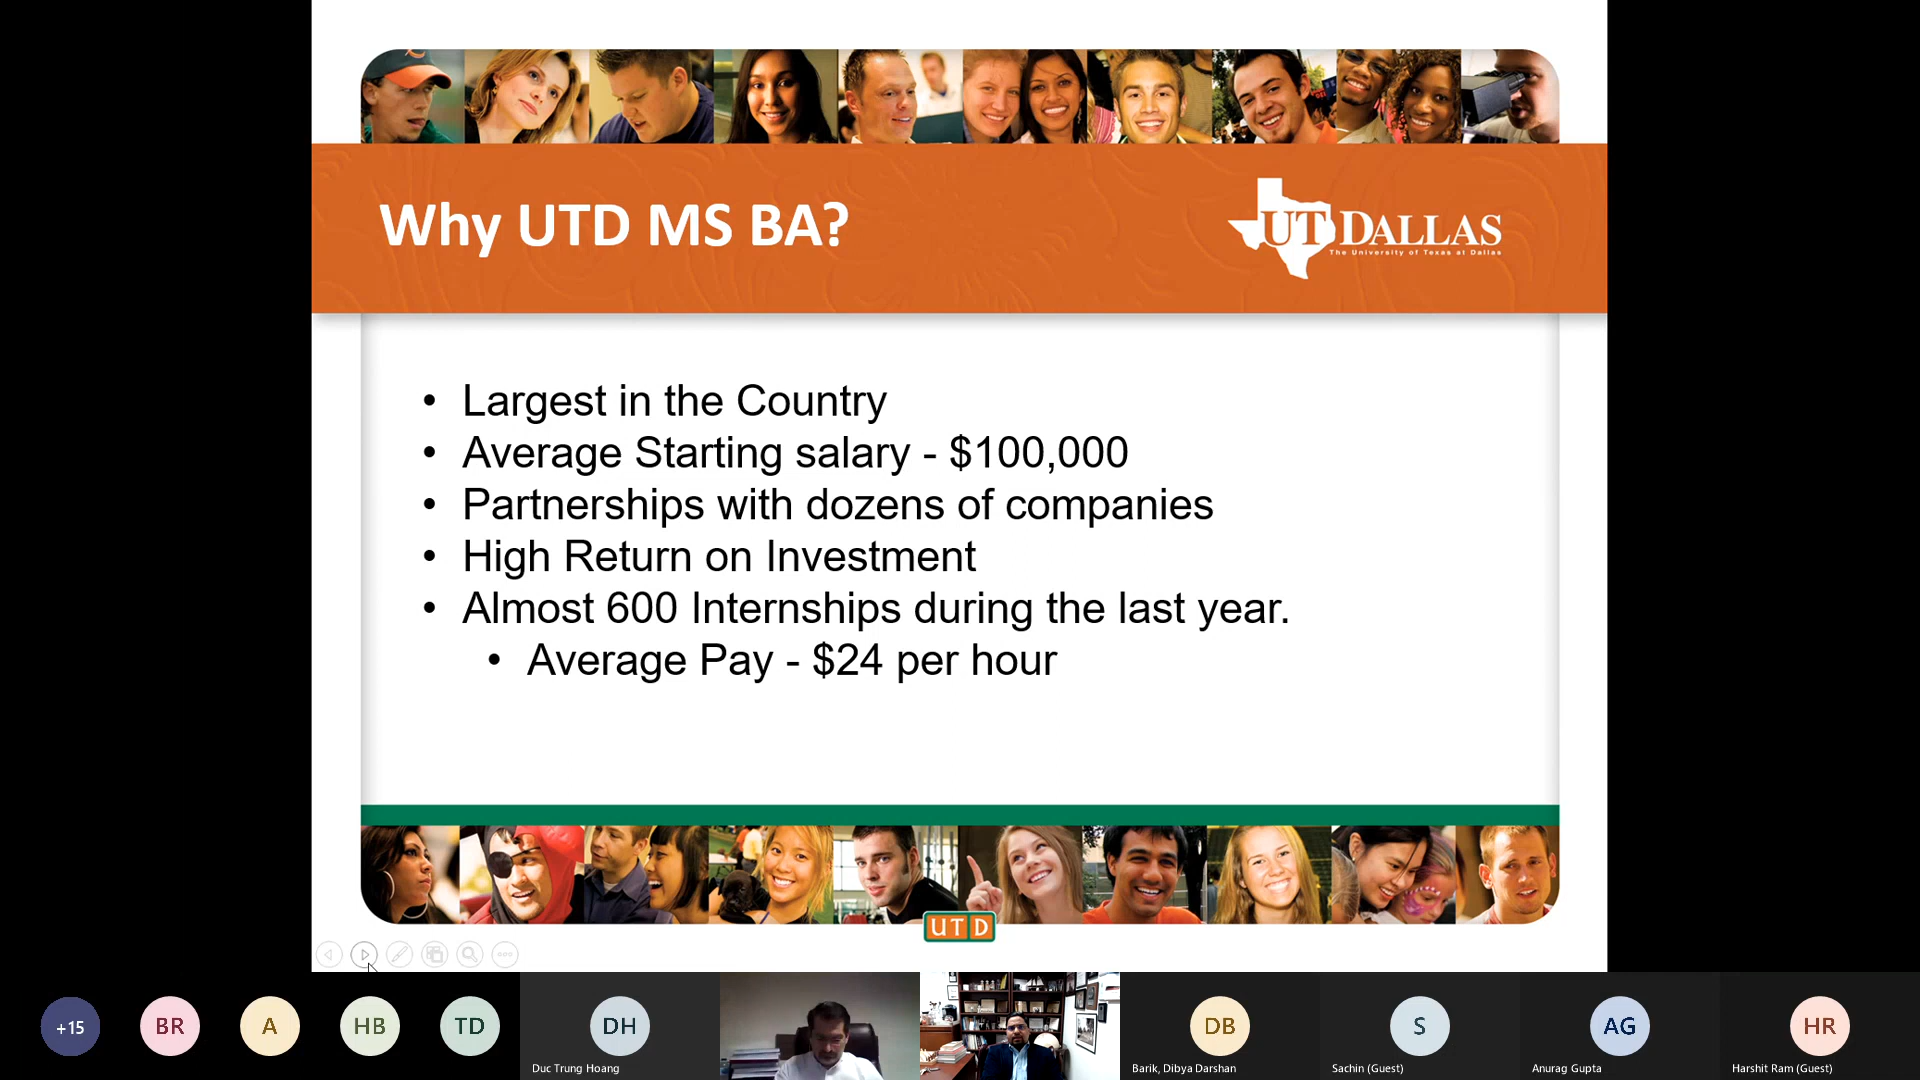 Why UTD MS BA?
UT DALLAS
The University of Texas at Dallas
• Largest in the Country
• Average Starting salary - $100,000
• Partnerships with dozens of companies
• High Return on Investment
• Almost 600 Internships during the last year.
• Average Pay - $24 per hour
UTD
+15
BR
A
HB
TD
DH
DB
S
AG
HR
Duc Trung Hoang
Barik, Dibya Darshan
Sachin (Guest)
Anurag Gupta
Harshit Ram (Guest)